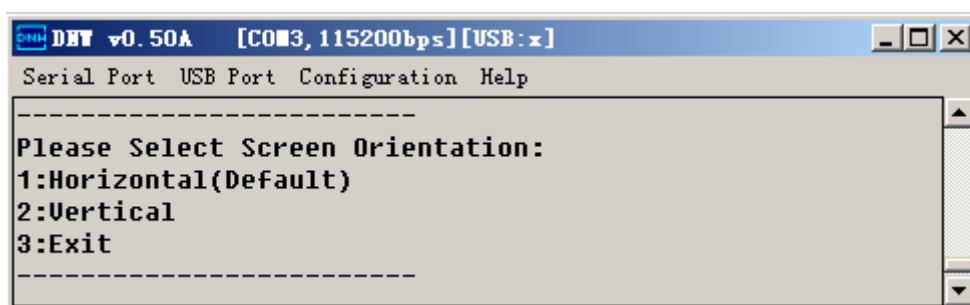 DNW v0.50A [COM3,115200bps][USB:x]
Serial Port USB Port Configuration Help
-------------------------
Please Select Screen Orientation:
1:Horizontal(Default)
2:Vertical
3:Exit
-------------------------